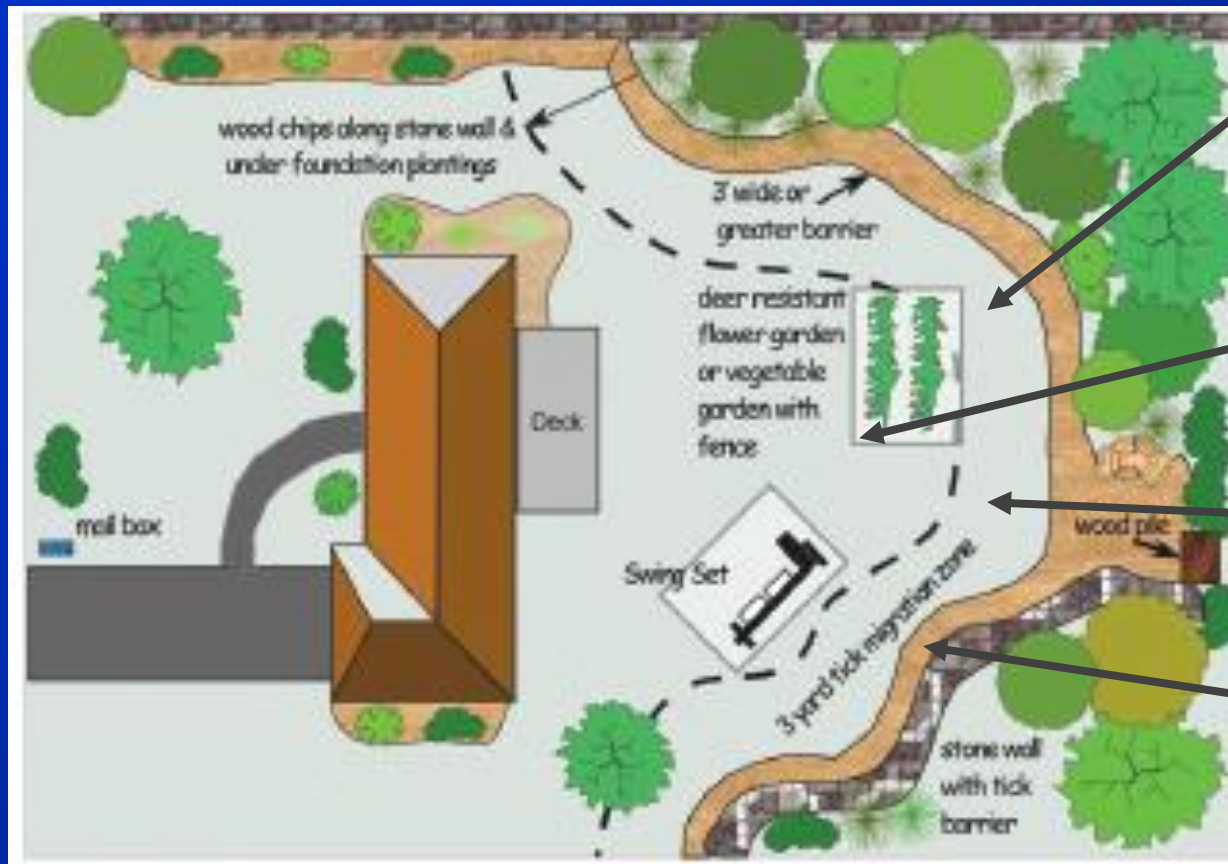 wood chips along stone wall &
under foundation plantings
3' wide or
greater barrier
deer resistant
flower garden
or vegetable
garden with
fence
Deck
mail box
wood pile
Swing Set
3 yard tick migration zone
stone wall
with tick
barrier